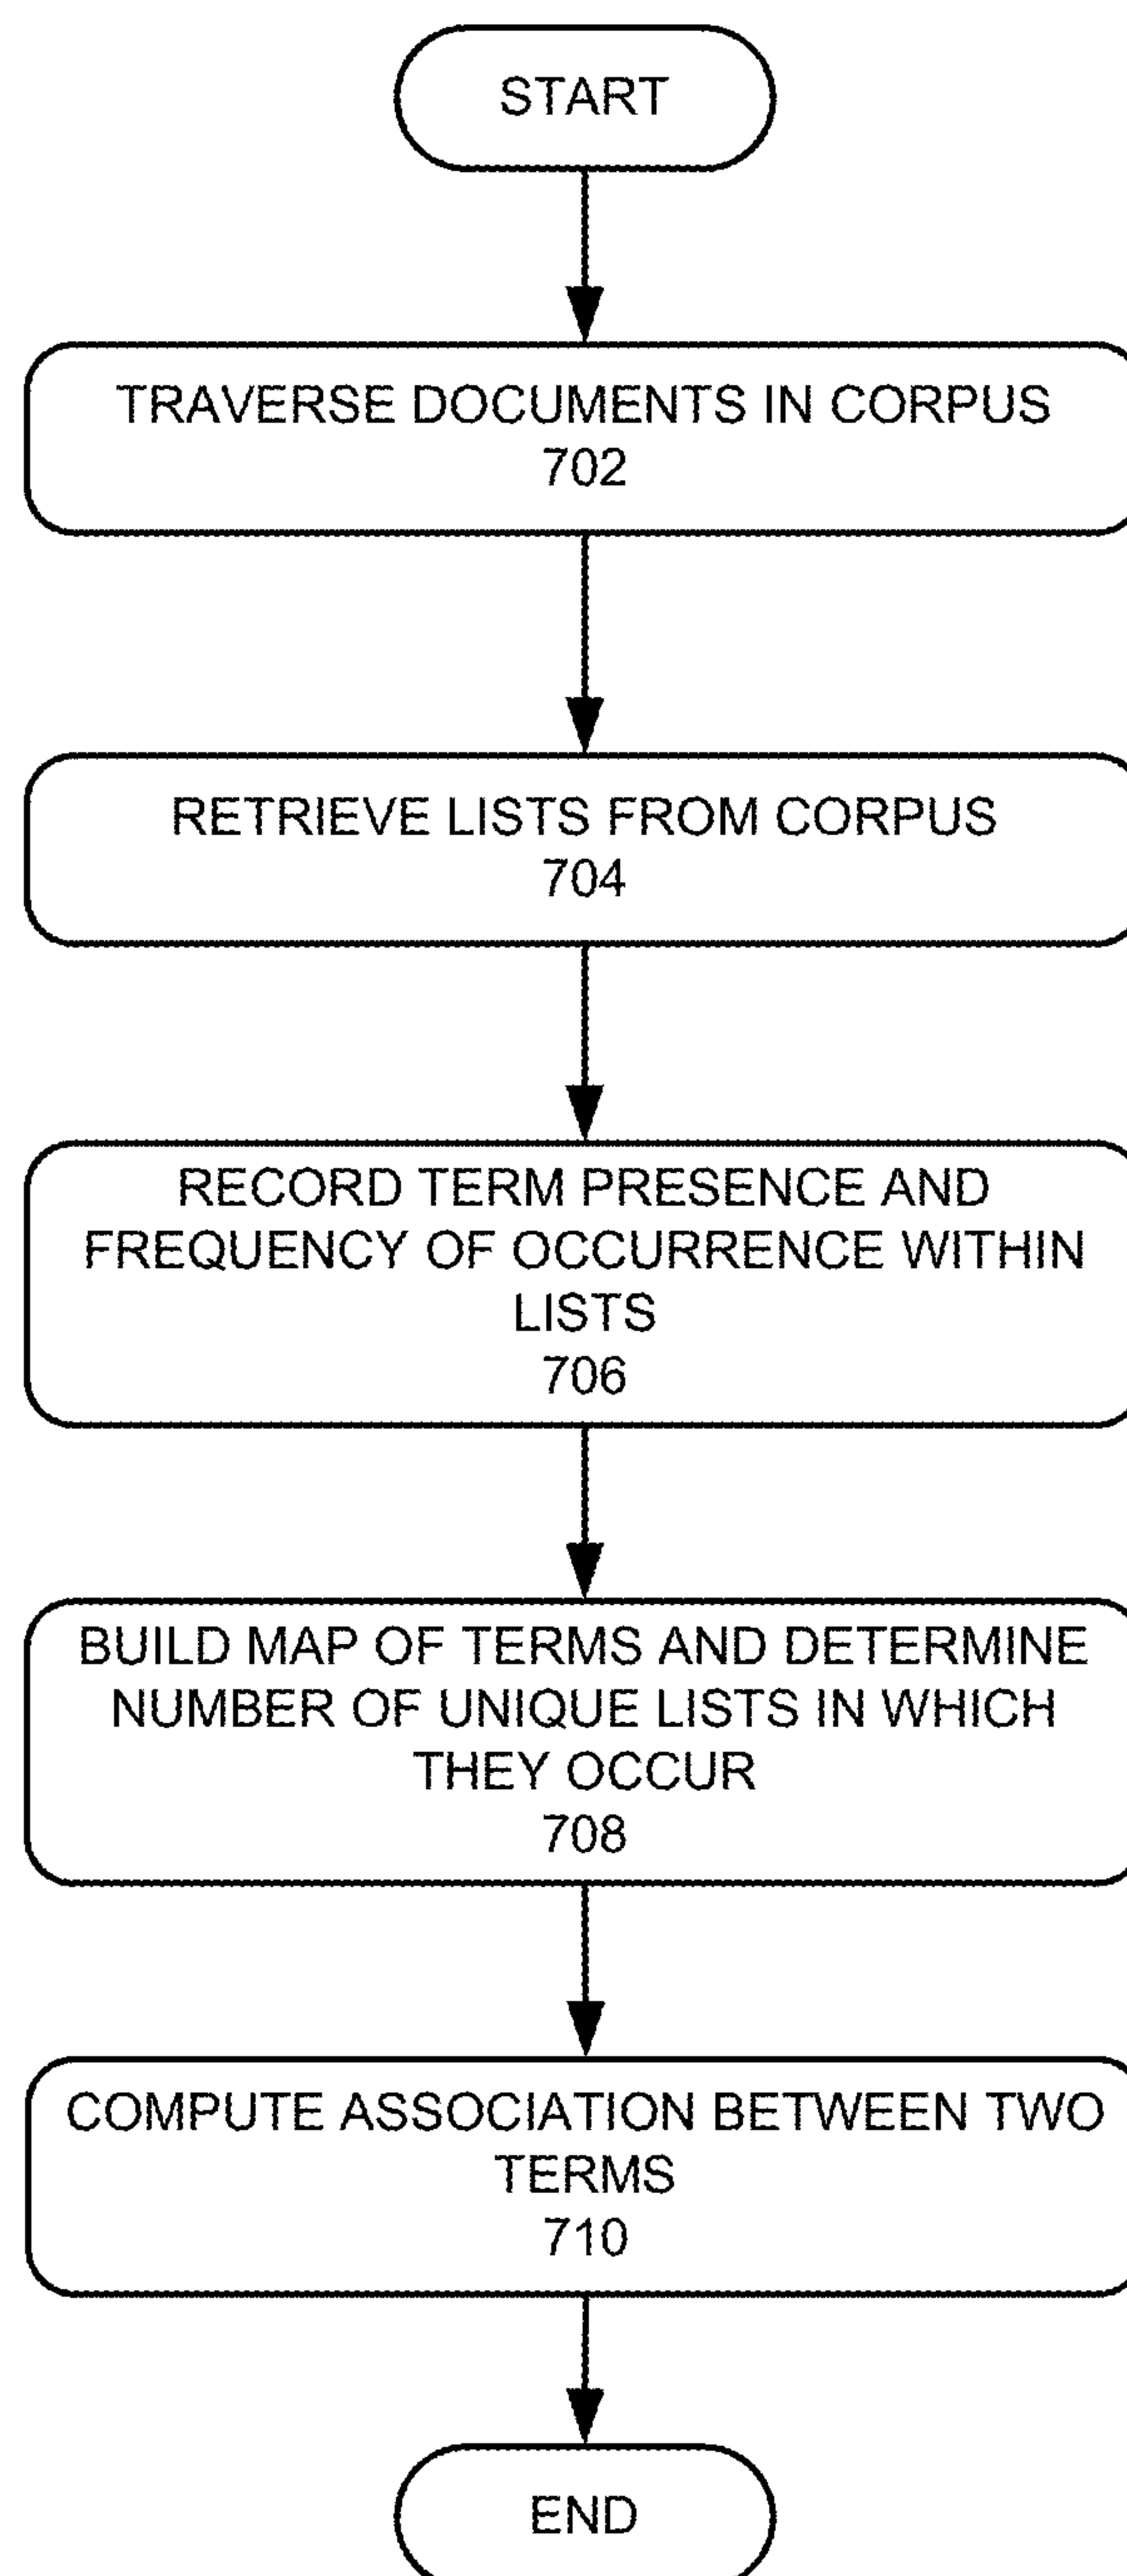 START
TRAVERSE DOCUMENTS IN CORPUS
702
RETRIEVE LISTS FROM CORPUS
704
RECORD TERM PRESENCE AND
FREQUENCY OF OCCURRENCE WITHIN
LISTS
706
BUILD MAP OF TERMS AND DETERMINE
NUMBER OF UNIQUE LISTS IN WHICH
THEY OCCUR
708
COMPUTE ASSOCIATION BETWEEN TWO
TERMS
710
END